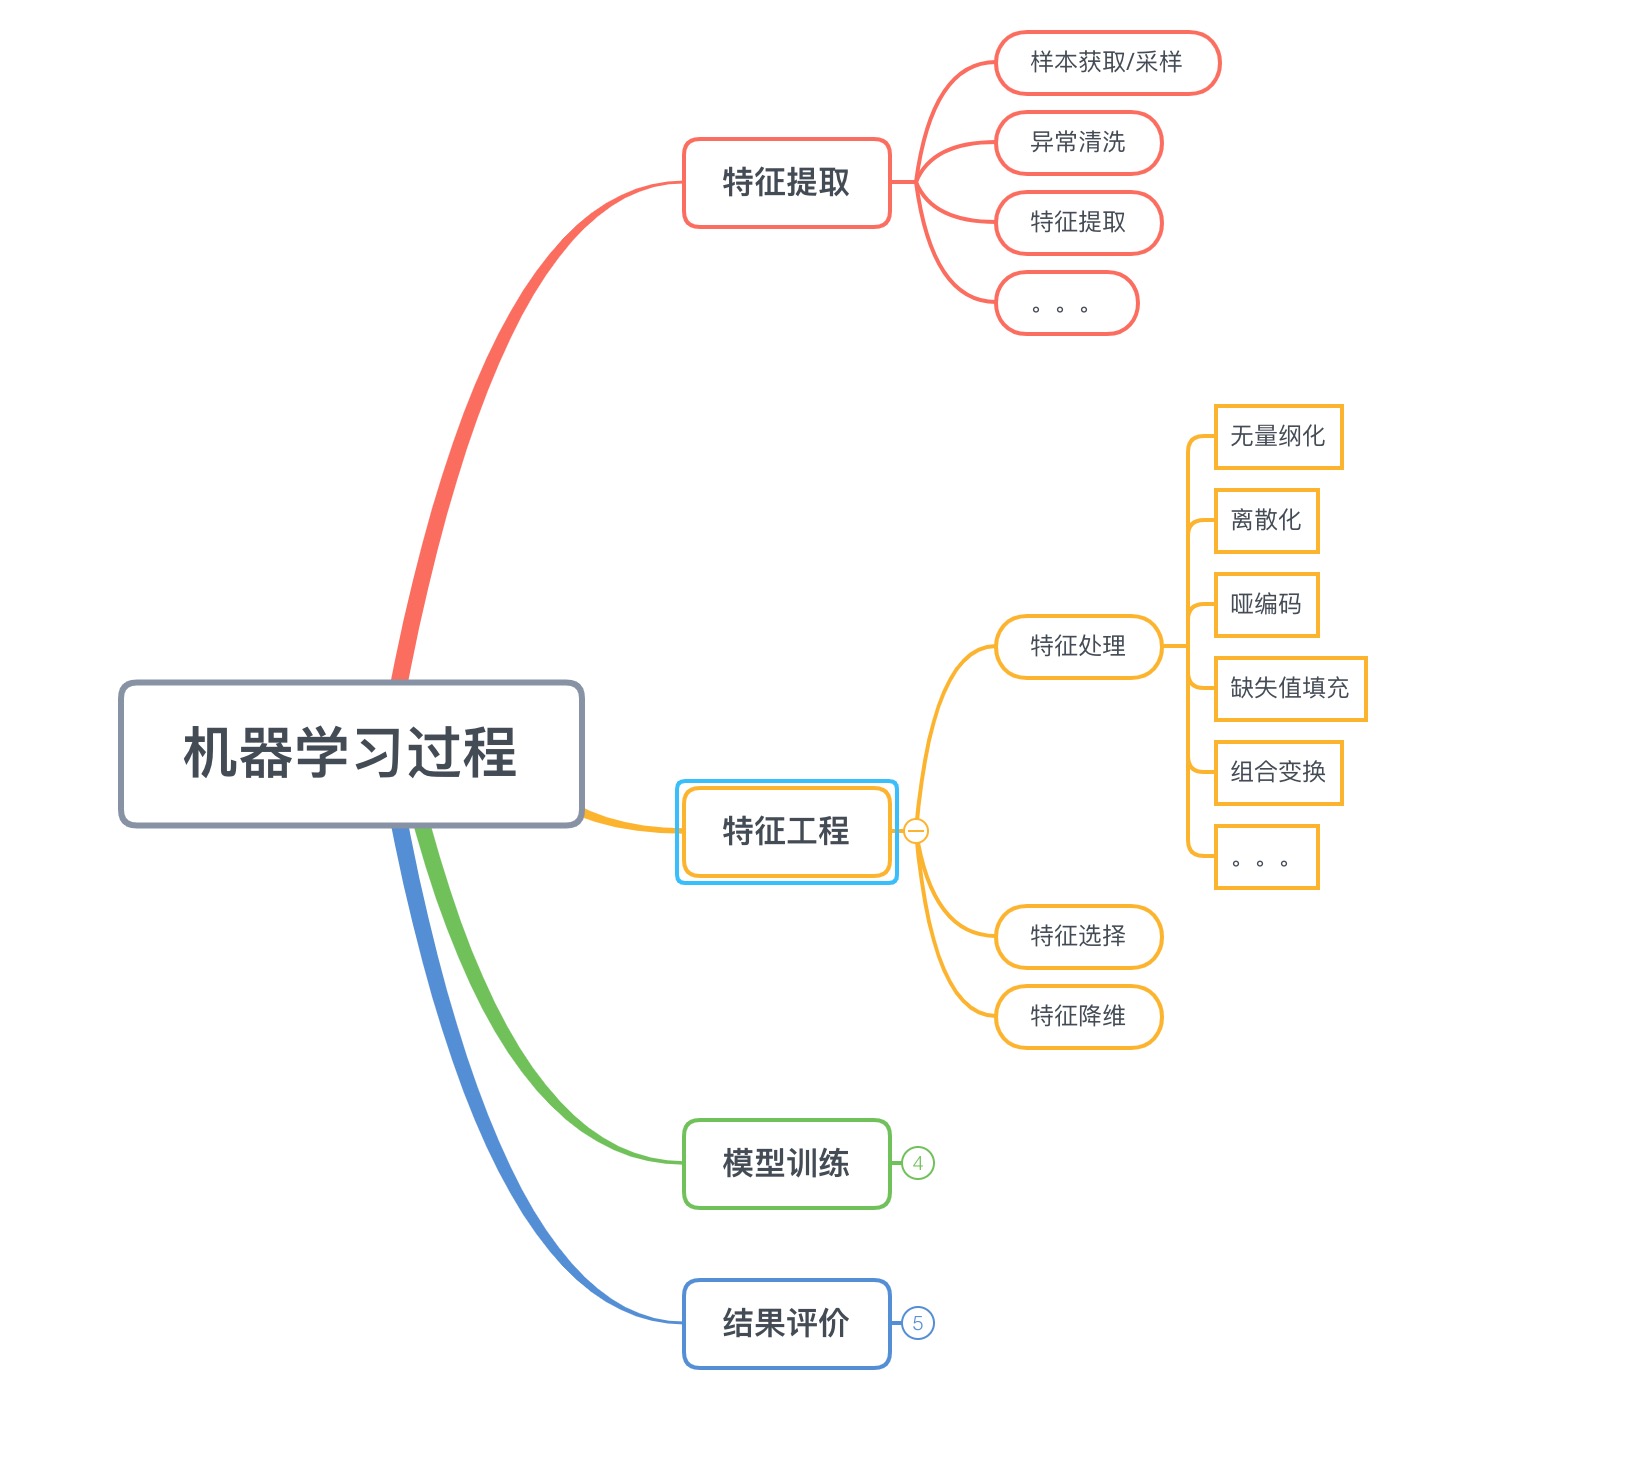 机器学习过程
特征提取
样本获取/采样
异常清洗
特征提取
。。。
特征工程
特征处理
无量纲化
离散化
哑编码
缺失值填充
组合变换
。。。
特征选择
特征降维
模型训练
4
结果评价
5